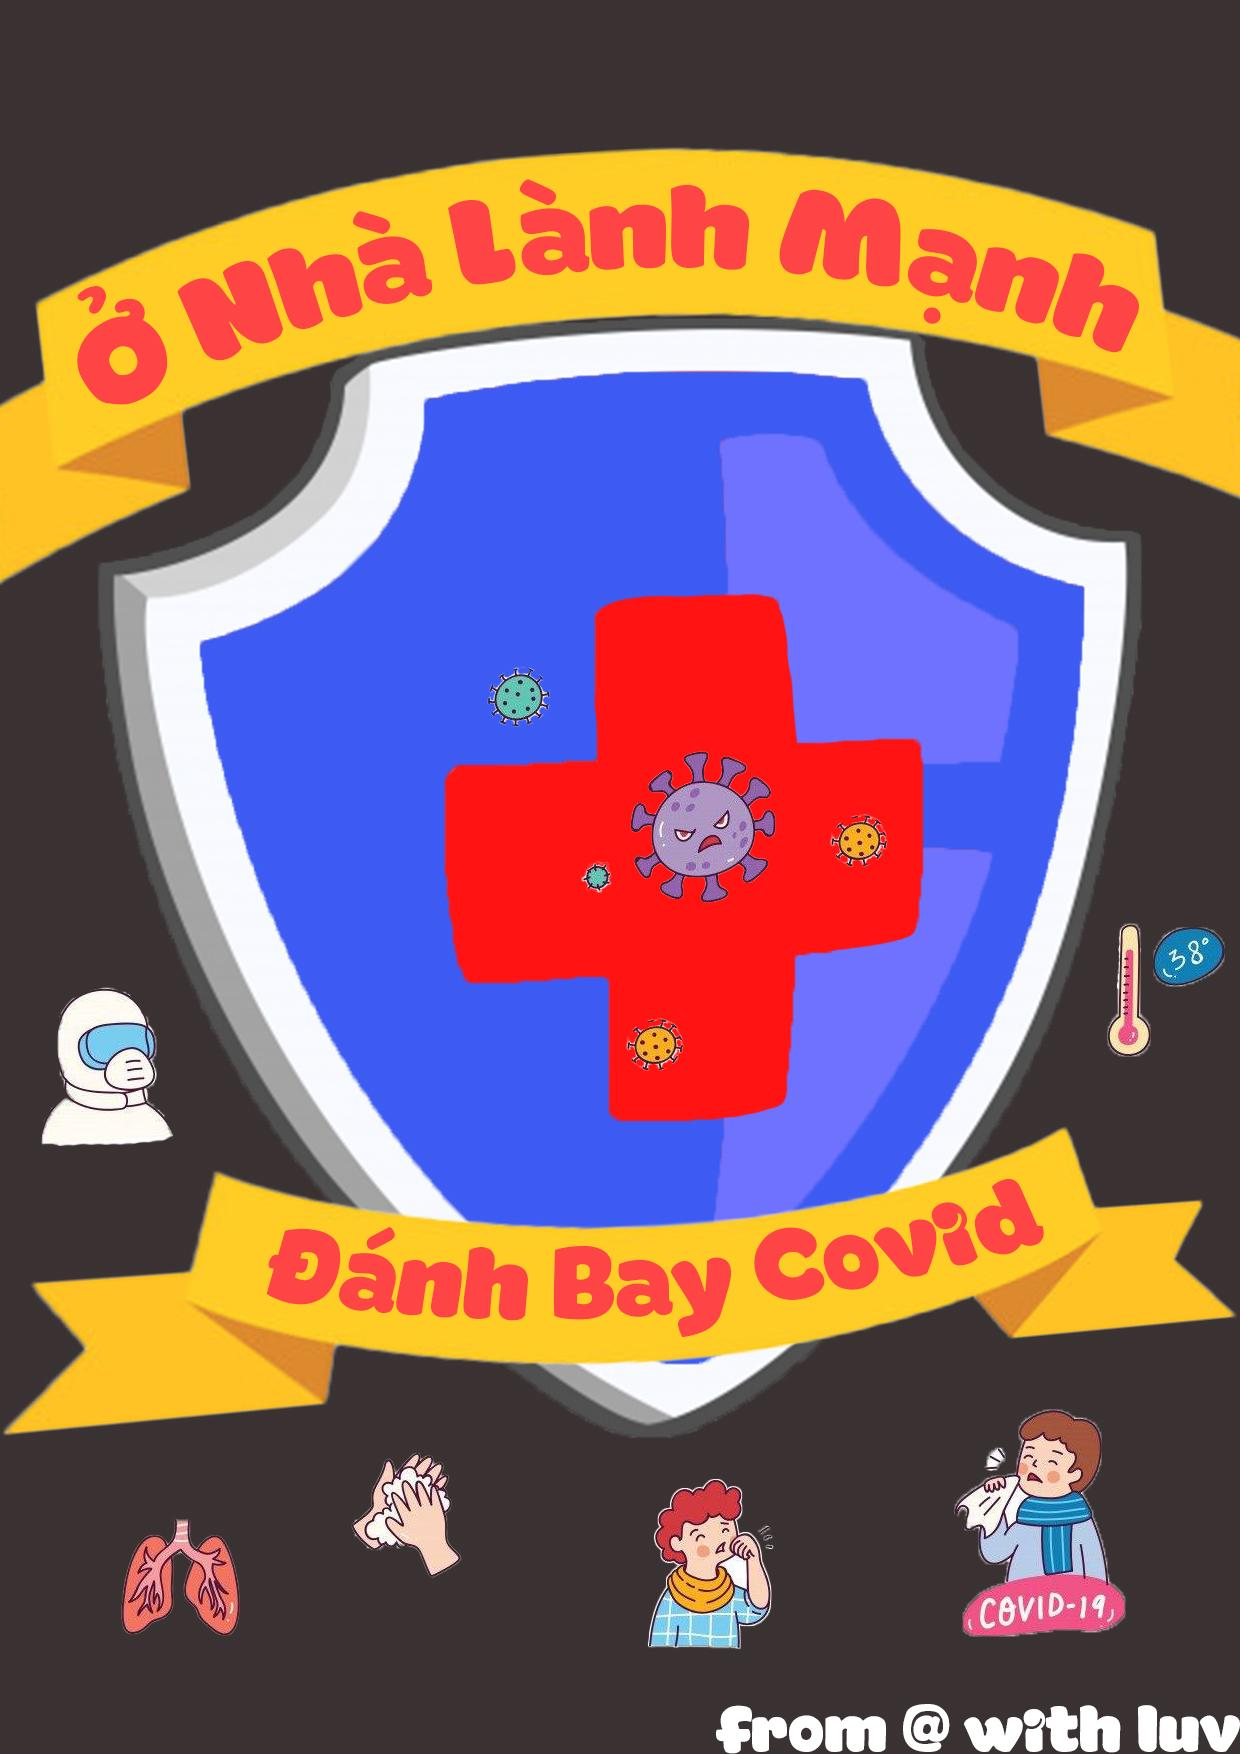 Ở Nhà Lành Mạnh
38°
Đánh Bay Covid
COVID-19
from @ with luv